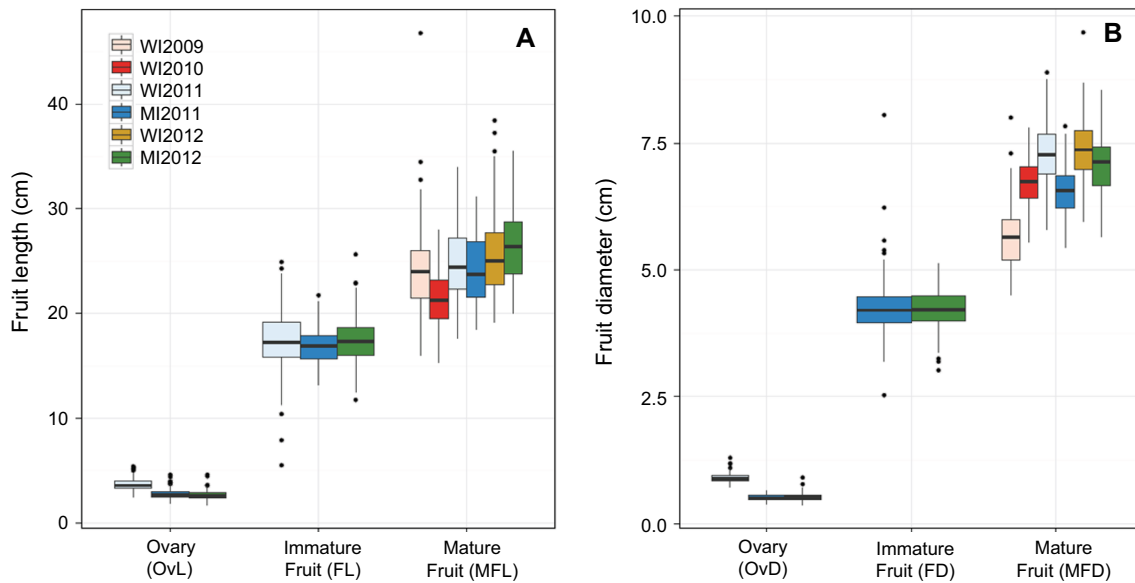 A
WI2009
WI2010
WI2011
MI2011
WI2012
MI2012
Fruit length (cm)
40
30
20
10
0
Ovary
(OvL)
Immature
Fruit (FL)
Mature
Fruit (MFL)
B
Fruit diameter (cm)
10.0
7.5
5.0
2.5
0.0
Ovary
(OvD)
Immature
Fruit (FD)
Mature
Fruit (MFD)